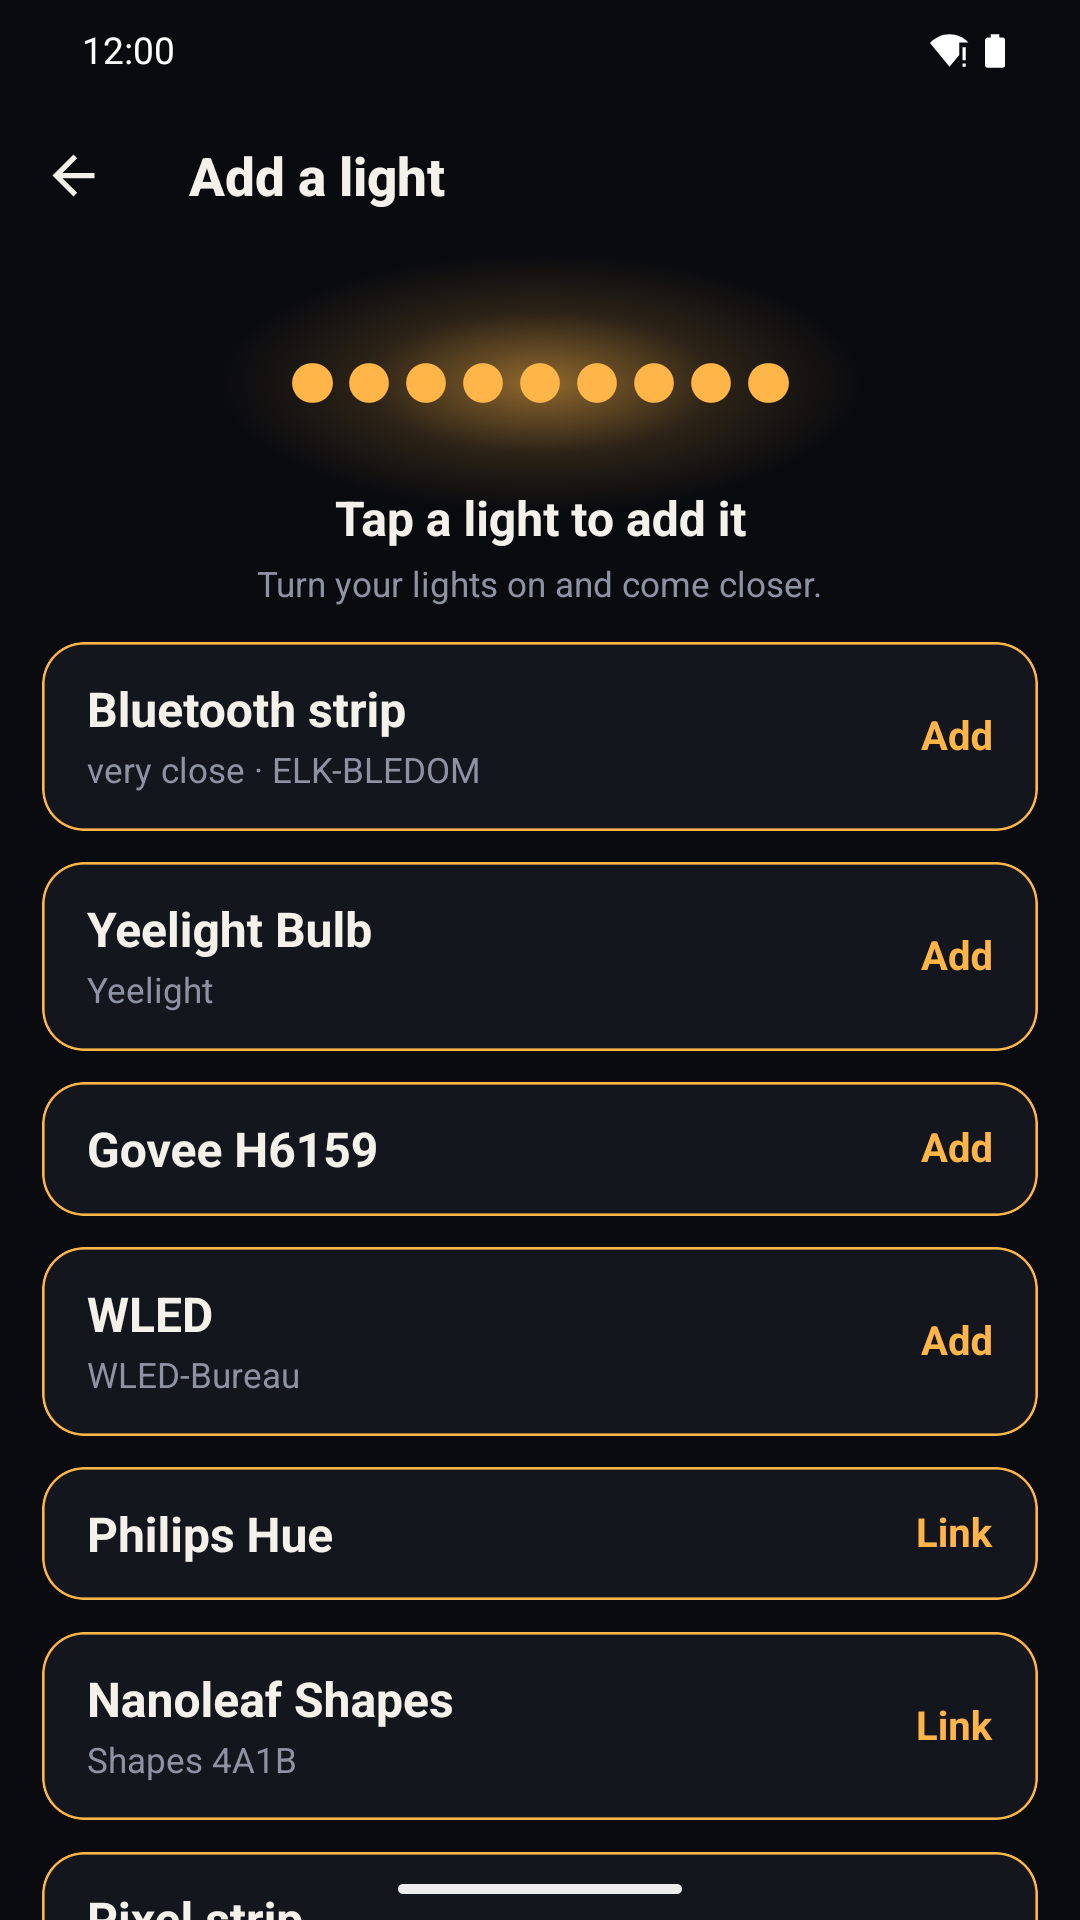 12:00
Add a light
Tap a light to add it
Turn your lights on and come closer.
Bluetooth strip
Add
very close · ELK-BLEDOM
Yeelight Bulb
Add
Yeelight
Govee H6159
Add
WLED
Add
WLED-Bureau
Philips Hue
Link
Nanoleaf Shapes
Link
Shapes 4A1B
Pixel strip